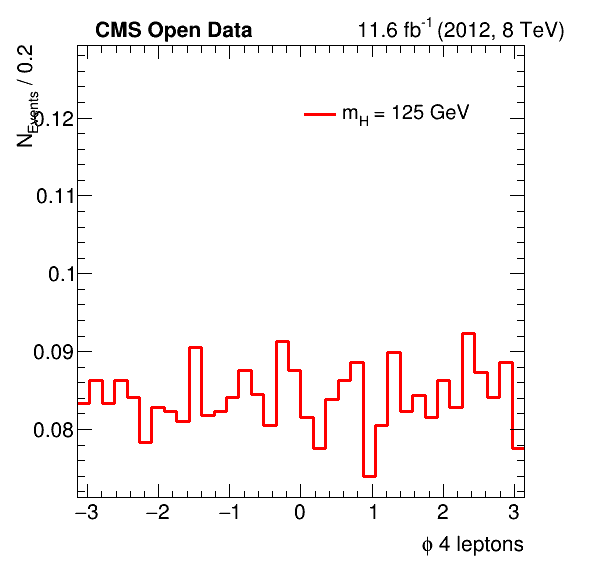 CMS Open Data 11.6 fb⁻¹ (2012, 8 TeV)
N_Events / 0.2
m_H = 125 GeV
0.12
0.11
0.1
0.09
0.08
−3 −2 −1 0 1 2 3
ϕ 4 leptons